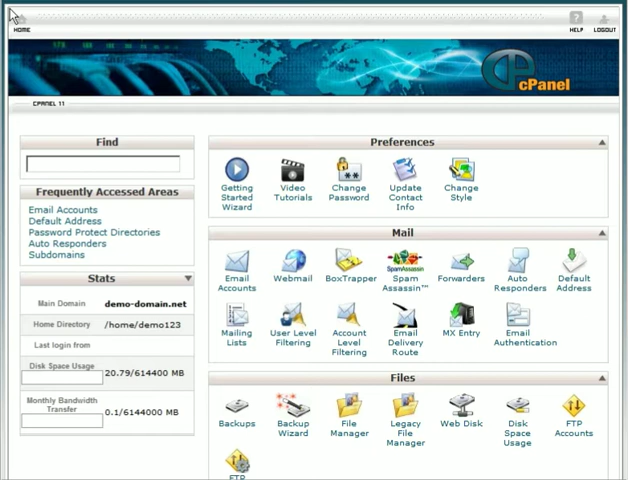 HOME
HELP
LOGOUT
cPanel
CPANEL 11
Find
Frequently Accessed Areas
Email Accounts
Default Address
Password Protect Directories
Auto Responders
Subdomains
Stats
Main Domain demo-domain.net
Home Directory /home/demo123
Last login from
Disk Space Usage
20.79/614400 MB
Monthly Bandwidth
Transfer
0.1/6144000 MB
Preferences
Getting
Started
Wizard
Video
Tutorials
Change
Password
Update
Contact
Info
Change
Style
Mail
Email
Accounts
Webmail
BoxTrapper
SpamAssassin
Spam
Assassin™
Forwarders
Auto
Responders
Default
Address
Mailing
Lists
User Level
Filtering
Account
Level
Filtering
Email
Delivery
Route
MX Entry
Email
Authentication
Files
Backups
Backup
Wizard
File
Manager
Legacy
File
Manager
Web Disk
Disk
Space
Usage
FTP
Accounts
FTP